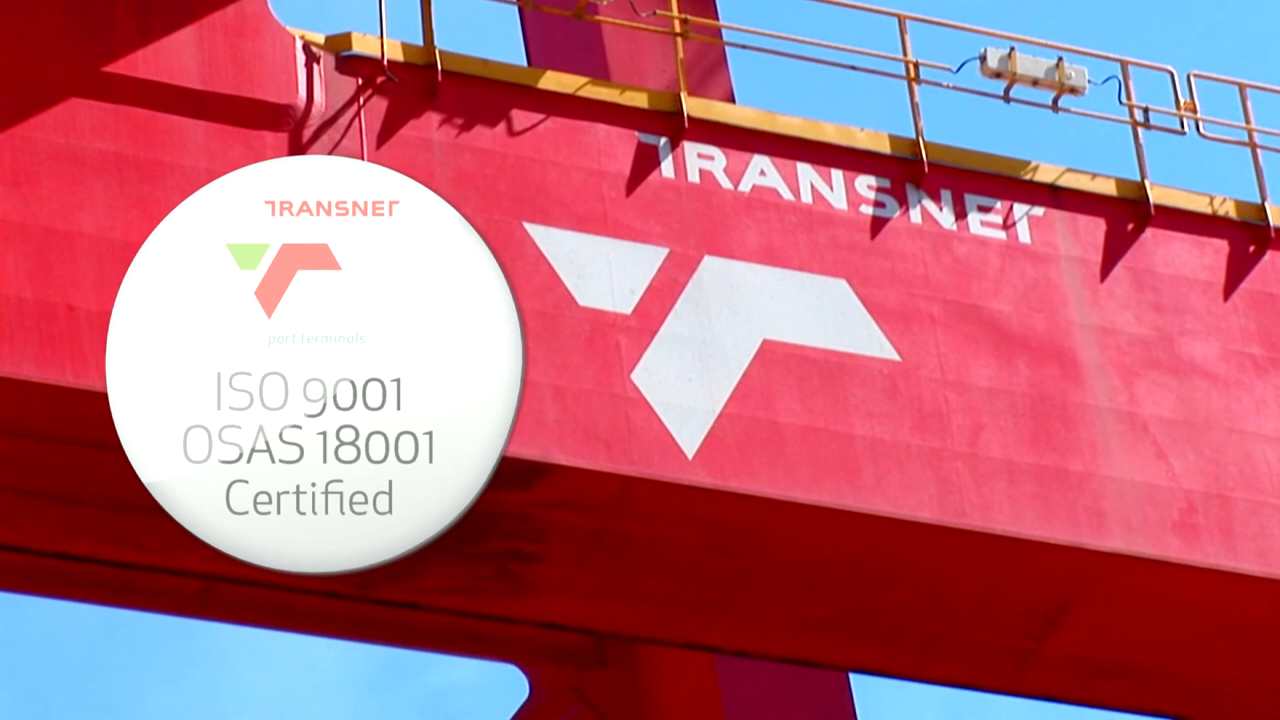 TRANSNET
TRANSNET
port terminals
ISO 9001
OSAS 18001
Certified